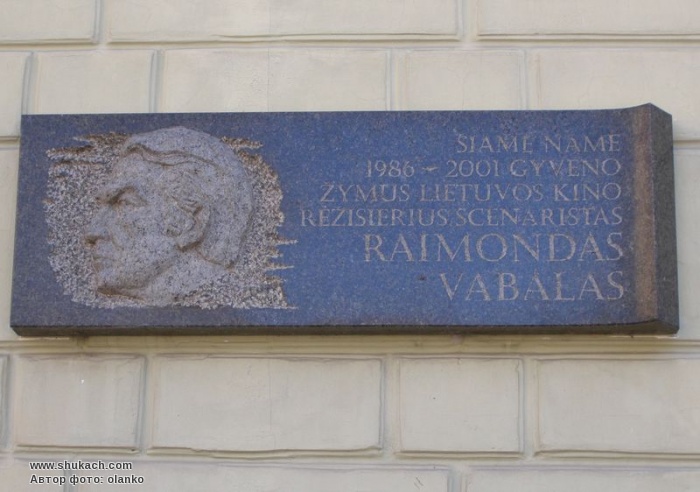 ŠIAME NAME
1986 – 2001 GYVENO
ŽYMUS LIETUVOS KINO
REŽISIERIUS, SCENARISTAS
RAIMONDAS
VABALAS
www.shukach.com
Автор фото: olanko